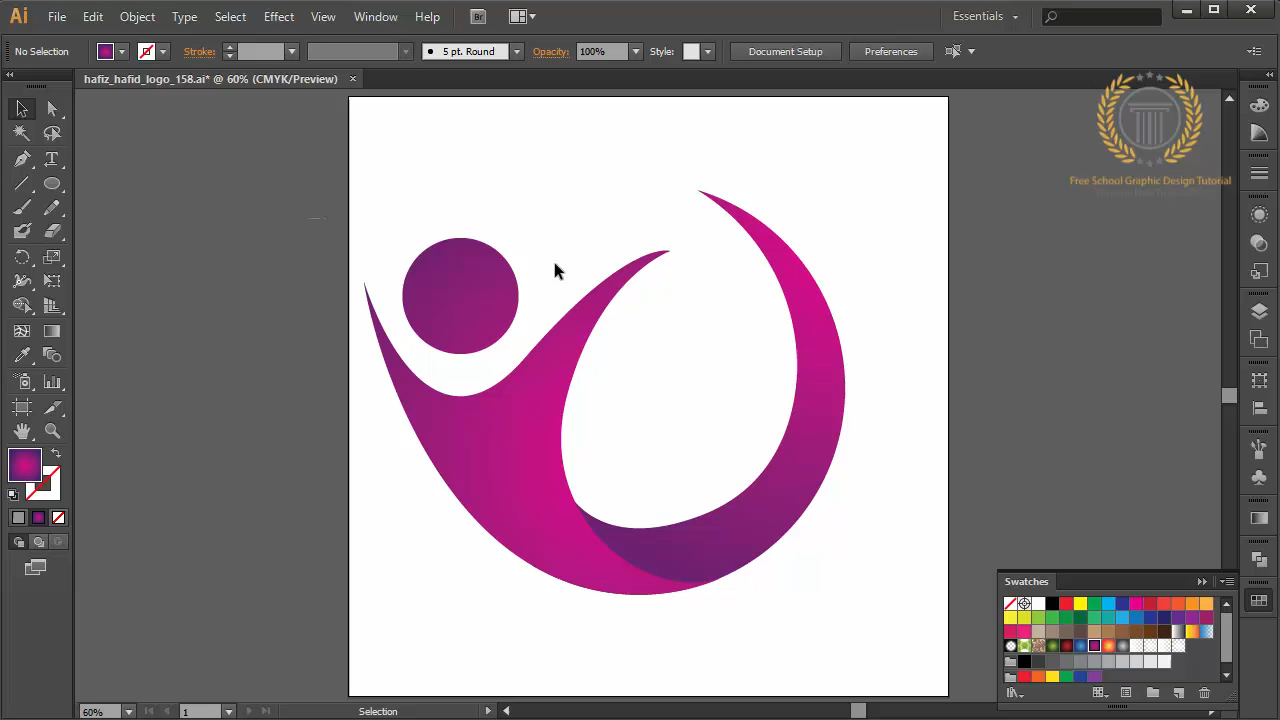 Ai File Edit Object Type Select Effect View Window Help Br Essentials
No Selection Stroke: 5 pt. Round Opacity: 100% Style: Document Setup Preferences
hafiz_hafid_logo_158.ai* @ 60% (CMYK/Preview)
Free School Graphic Design Tutorial
Swatches
60% 1 Selection